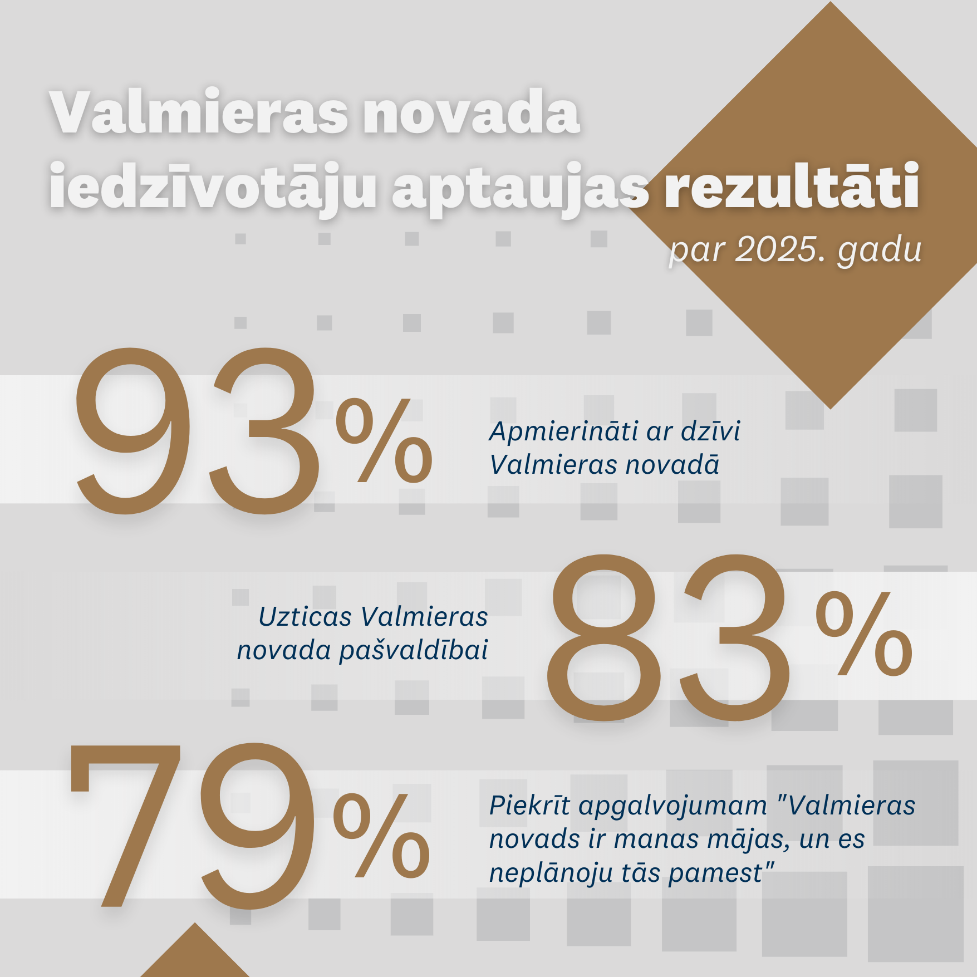 Valmieras novada
iedzīvotāju aptaujas rezultāti
par 2025. gadu
93%
Apmierināti ar dzīvi
Valmieras novadā
Uzticas Valmieras
novada pašvaldībai
83%
79%
Piekrīt apgalvojumam "Valmieras
novads ir manas mājas, un es
neplānoju tās pamest"